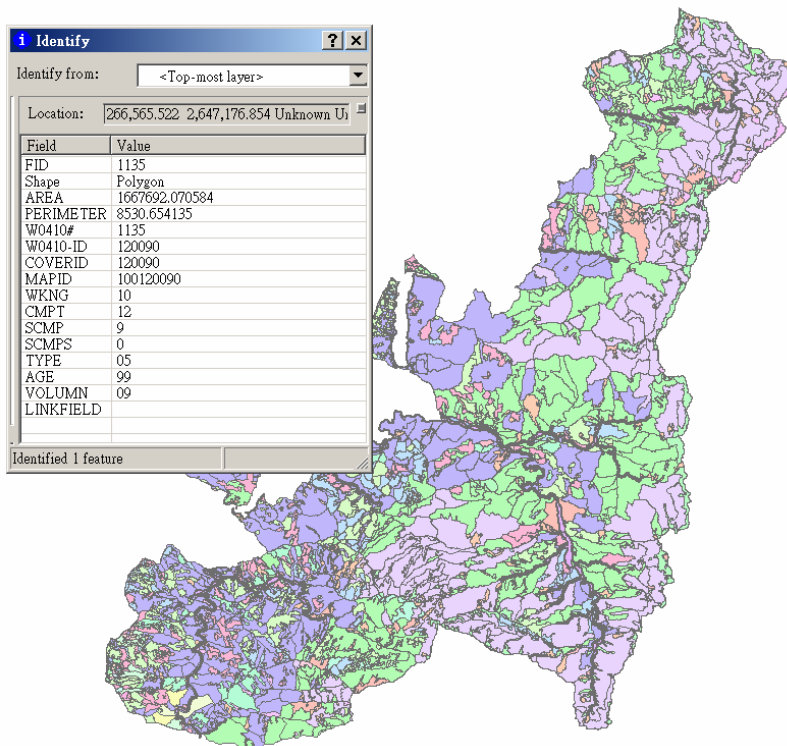 Identify
Identify from: <Top-most layer>
Location: 266,565.522 2,647,176.854 Unknown
Field Value
FID 1135
Shape Polygon
AREA 1667692.070584
PERIMETER 8530.654135
W0410# 1135
W0410-ID 120090
COVERID 120090
MAPID 100120090
WKNG 10
CMPT 12
SCMP 9
SCMPS 0
TYPE 05
AGE 99
VOLUMN 09
LINKFIELD
Identified 1 feature